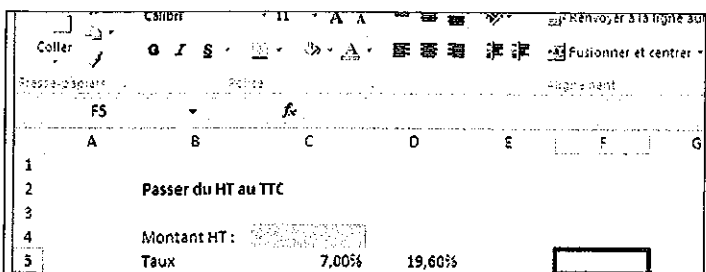 Calibri 11 A A Renvoyer à la ligne aut
Coller G I S A Fusionner et centrer
Presse-papiers Police Alignement
F5 fx
A B C D E F G
1
2 Passer du HT au TTC
3
4 Montant HT :
5 Taux 7,00% 19,60%